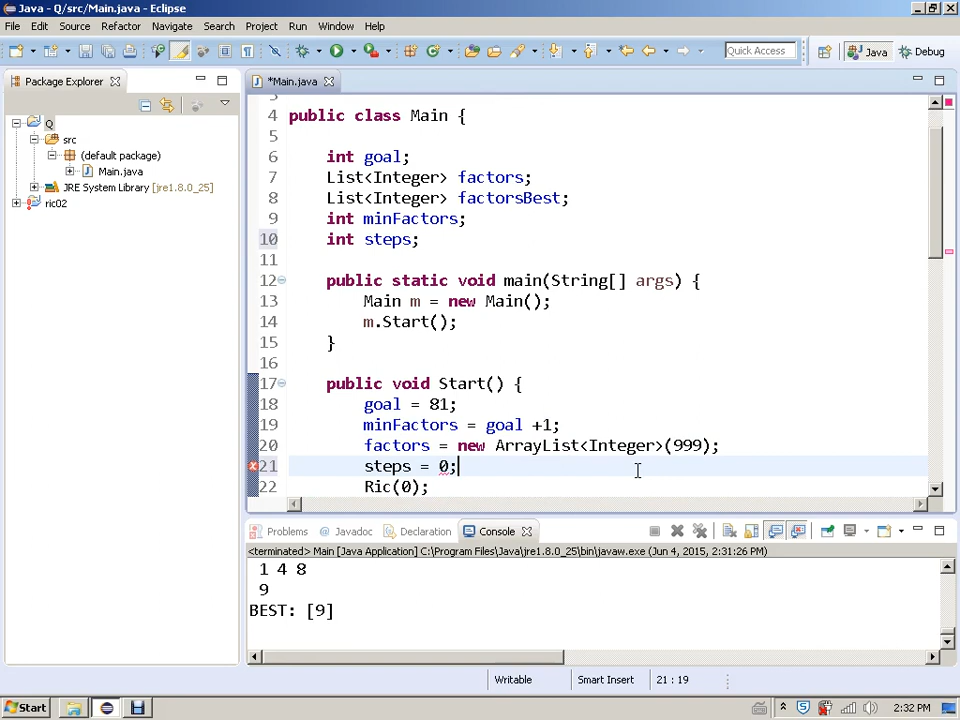 Java - Q/src/Main.java - Eclipse
File Edit Source Refactor Navigate Search Project Run Window Help
Quick Access Java Debug
Package Explorer
Q
src
(default package)
Main.java
JRE System Library [jre1.8.0_25]
ric02
*Main.java
3
4 public class Main {
5
6 int goal;
7 List<Integer> factors;
8 List<Integer> factorsBest;
9 int minFactors;
10 int steps;
11
12 public static void main(String[] args) {
13 Main m = new Main();
14 m.Start();
15 }
16
17 public void Start() {
18 goal = 81;
19 minFactors = goal +1;
20 factors = new ArrayList<Integer>(999);
21 steps = 0;
22 Ric(0);
Problems Javadoc Declaration Console
<terminated> Main [Java Application] C:\Program Files\Java\jre1.8.0_25\bin\javaw.exe (Jun 4, 2015, 2:31:26 PM)
1 4 8
9
BEST: [9]
Writable Smart Insert 21 : 19
Start 2:32 PM